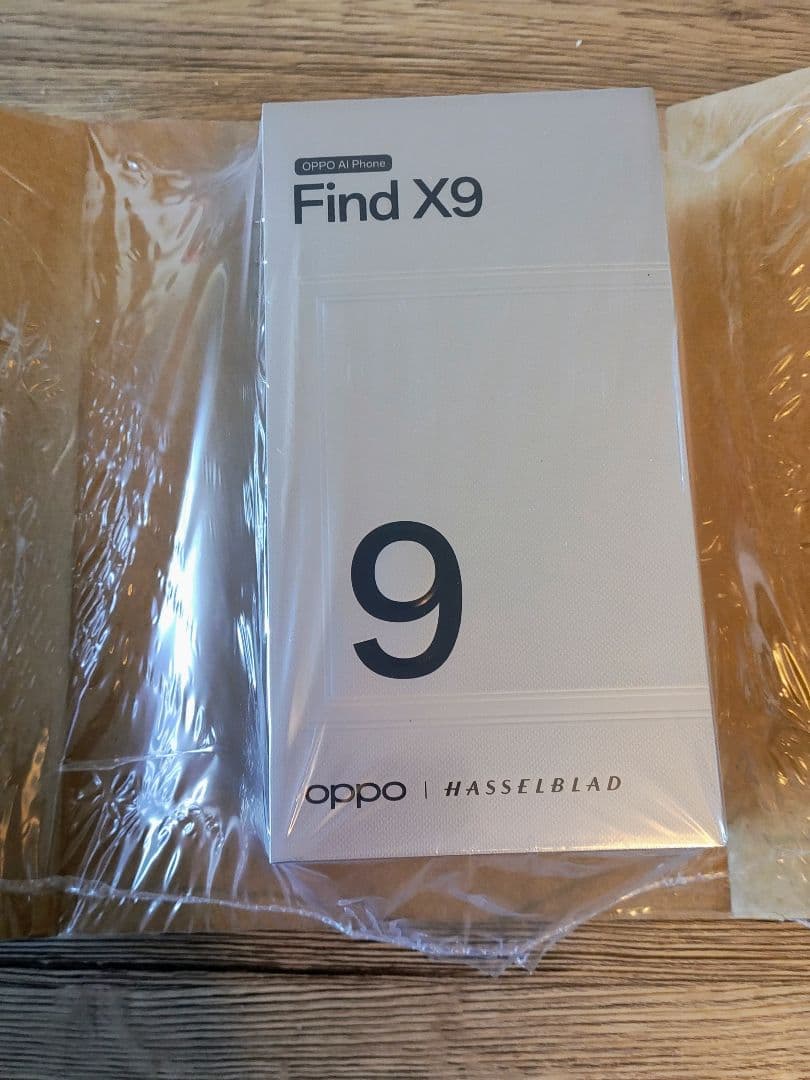 OPPO AI Phone
Find X9
9
oppo | HASSELBLAD